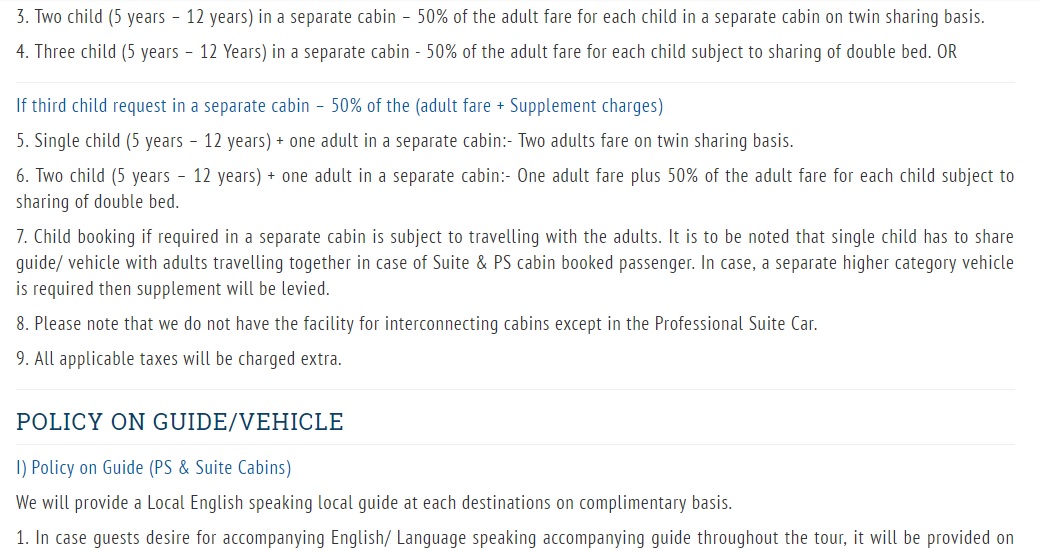 3. Two child (5 years – 12 years) in a separate cabin – 50% of the adult fare for each child in a separate cabin on twin sharing basis.
4. Three child (5 years – 12 Years) in a separate cabin - 50% of the adult fare for each child subject to sharing of double bed. OR
If third child request in a separate cabin – 50% of the (adult fare + Supplement charges)
5. Single child (5 years – 12 years) + one adult in a separate cabin:- Two adults fare on twin sharing basis.
6. Two child (5 years – 12 years) + one adult in a separate cabin:- One adult fare plus 50% of the adult fare for each child subject to
sharing of double bed.
7. Child booking if required in a separate cabin is subject to travelling with the adults. It is to be noted that single child has to share
guide/ vehicle with adults travelling together in case of Suite & PS cabin booked passenger. In case, a separate higher category vehicle
is required then supplement will be levied.
8. Please note that we do not have the facility for interconnecting cabins except in the Professional Suite Car.
9. All applicable taxes will be charged extra.
POLICY ON GUIDE/VEHICLE
I) Policy on Guide (PS & Suite Cabins)
We will provide a Local English speaking local guide at each destinations on complimentary basis.
1. In case guests desire for accompanying English/ Language speaking accompanying guide throughout the tour, it will be provided on